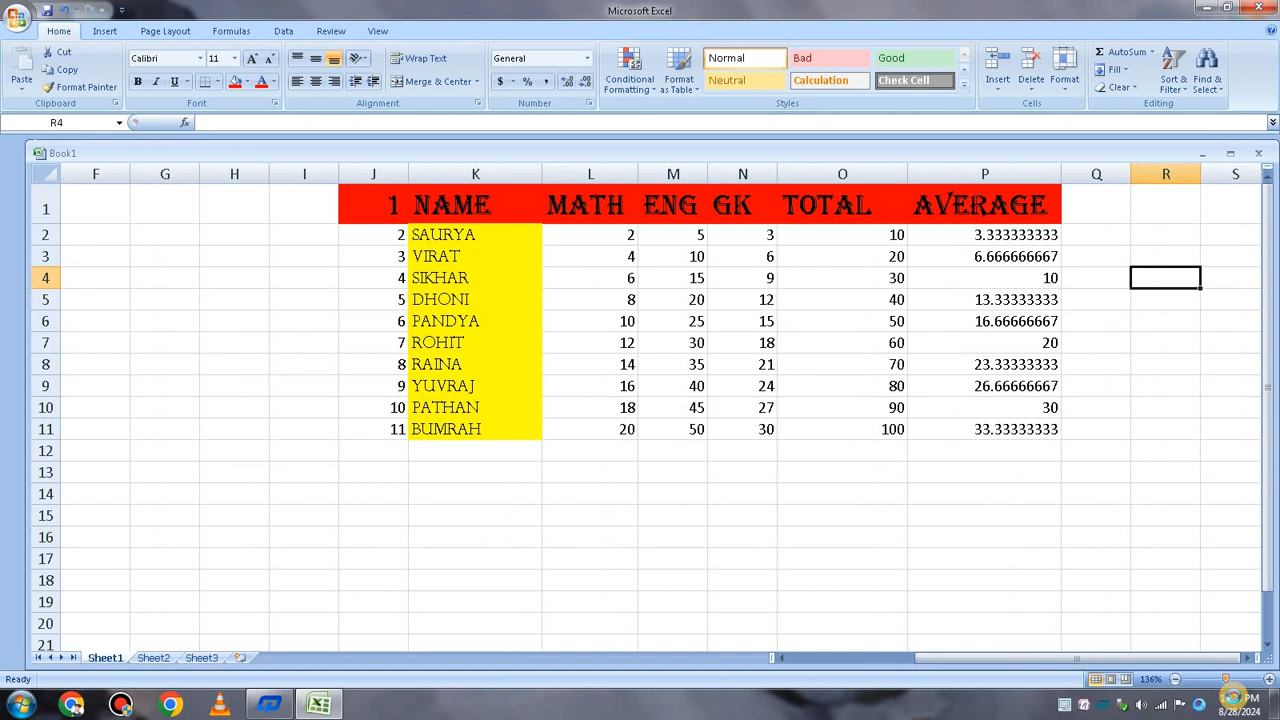 Microsoft Excel
Home Insert Page Layout Formulas Data Review View
Cut Calibri 11 A A Wrap Text General Normal Bad Good AutoSum
Paste Copy Conditional Formatting Format as Table Insert Delete Format Fill Sort & Filter Find & Select
Format Painter B I U A Merge & Center $ % , Neutral Calculation Check Cell Clear
Clipboard Font Alignment Number Styles Cells Editing
R4 fx
Book1
F G H I J K L M N O P Q R S
1 1 NAME MATH ENG GK TOTAL AVERAGE
2 2 SAURYA 2 5 3 10 3.333333333
3 3 VIRAT 4 10 6 20 6.666666667
4 4 SIKHAR 6 15 9 30 10
5 5 DHONI 8 20 12 40 13.33333333
6 6 PANDYA 10 25 15 50 16.66666667
7 7 ROHIT 12 30 18 60 20
8 8 RAINA 14 35 21 70 23.33333333
9 9 YUVRAJ 16 40 24 80 26.66666667
10 10 PATHAN 18 45 27 90 30
11 11 BUMRAH 20 50 30 100 33.33333333
12
13
14
15
16
17
18
19
20
21
Sheet1 Sheet2 Sheet3
Ready 136%
PM
8/28/2024